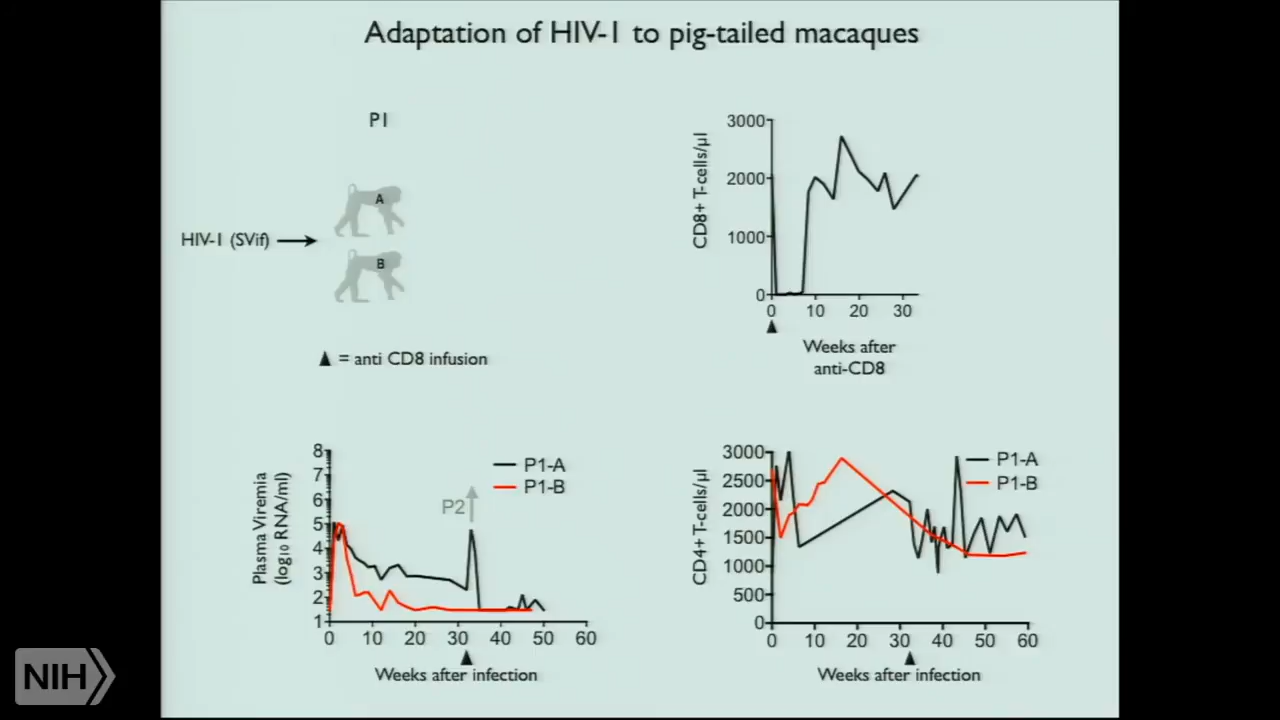 Adaptation of HIV-1 to pig-tailed macaques
P1
A
B
HIV-1 (SVif)
▲ = anti CD8 infusion
CD8+ T-cells/µl
3000
2000
1000
0
0 10 20 30
Weeks after
anti-CD8
Plasma Viremia
(log10 RNA/ml)
8
7
6
5
4
3
2
1
P1-A
P1-B
P2
0 10 20 30 40 50 60
Weeks after infection
CD4+ T-cells/µl
3000
2500
2000
1500
1000
500
0
P1-A
P1-B
0 10 20 30 40 50 60
Weeks after infection
NIH